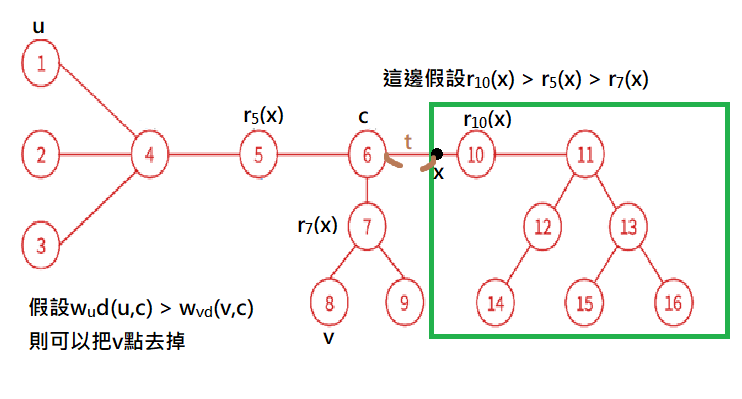 u
1
這邊假設r₁₀(x) > r₅(x) > r₇(x)
r₅(x)
c
r₁₀(x)
2
4
5
6
t
10
11
x
3
r₇(x)
7
12
13
假設wᵤd(u,c) > w_vd(v,c)
8
9
14
15
16
則可以把v點去掉
v